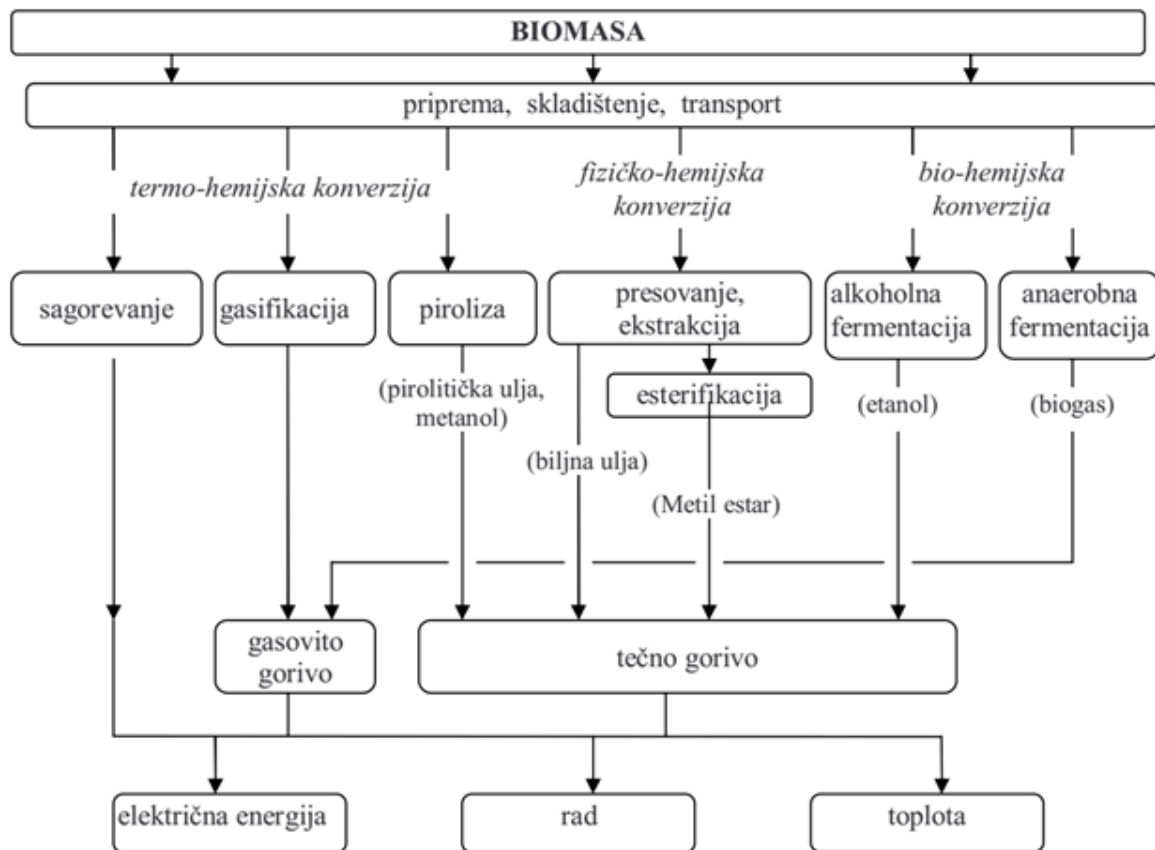 BIOMASA
priprema, skladištenje, transport
termo-hemijska konverzija
fizičko-hemijska
konverzija
bio-hemijska
konverzija
sagorevanje
gasifikacija
piroliza
presovanje,
ekstrakcija
alkoholna
fermentacija
anaerobna
fermentacija
(pirolitička ulja,
metanol)
esterifikacija
(etanol)
(biogas)
(biljna ulja)
(Metil estar)
gasovito
gorivo
tečno gorivo
električna energija
rad
toplota